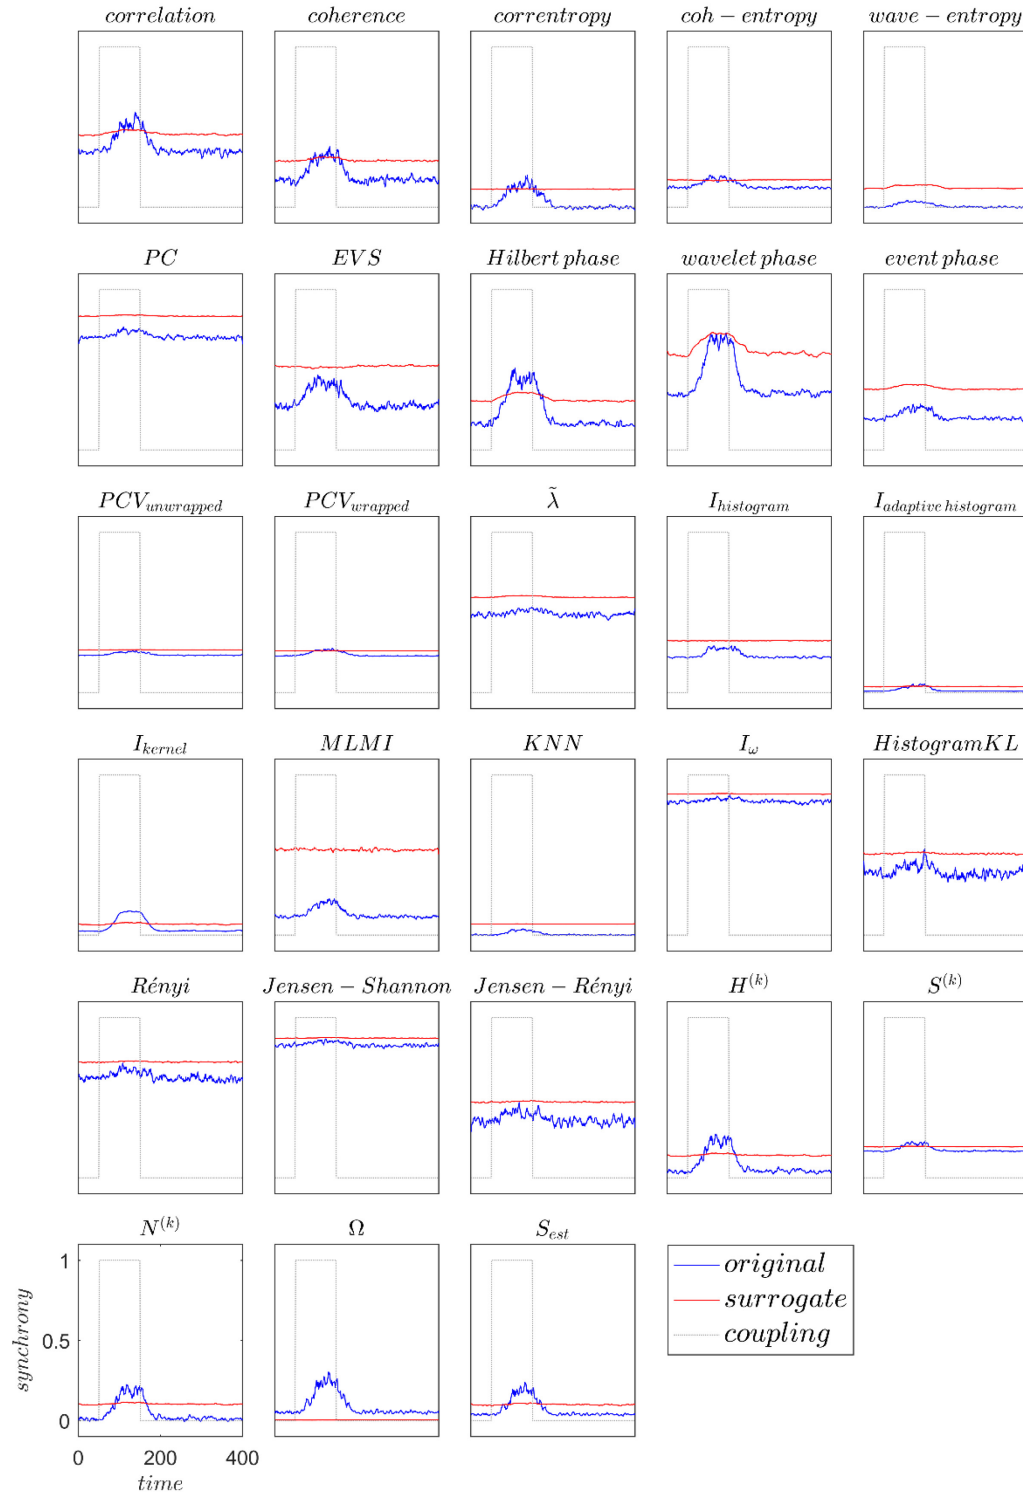 correlation coherence correntropy coh − entropy wave − entropy
PC EVS Hilbert phase wavelet phase event phase
PCV_unwrapped PCV_wrapped λ̃ I_histogram I_adaptive histogram
I_kernel MLMI KNN I_ω HistogramKL
Rényi Jensen − Shannon Jensen − Rényi H^(k) S^(k)
N^(k) Ω S_est
1
0.5
0
synchrony
0 200 400
time
original
surrogate
coupling